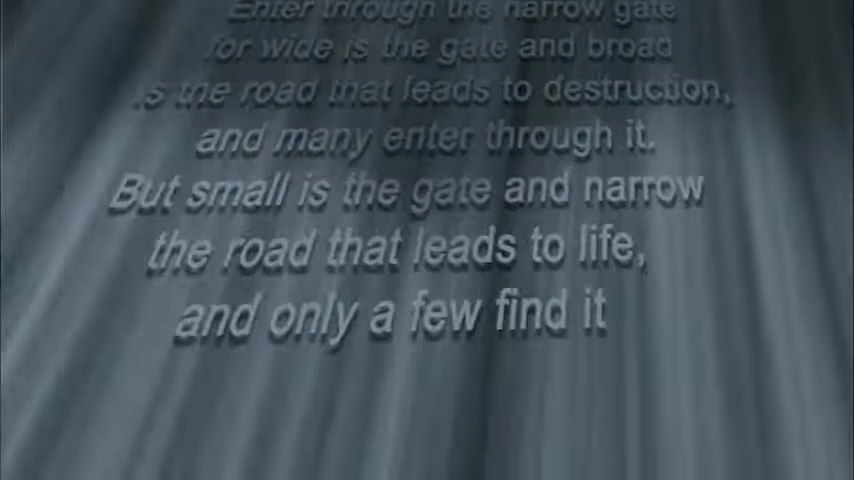 Enter through the narrow gate
for wide is the gate and broad
is the road that leads to destruction,
and many enter through it.
But small is the gate and narrow
the road that leads to life,
and only a few find it